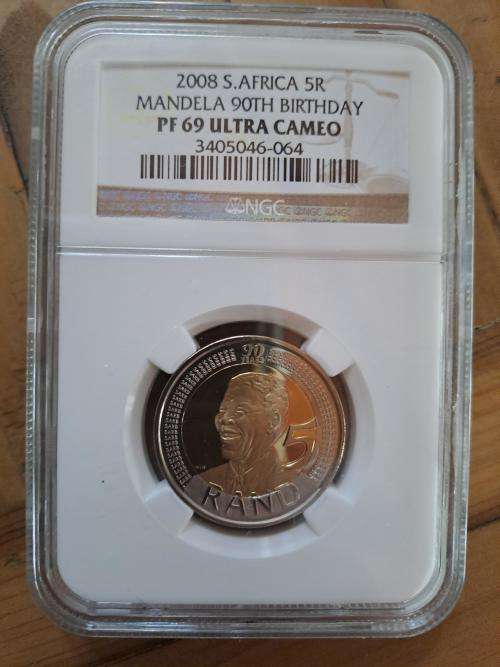 2008 S.AFRICA 5R
MANDELA 90TH BIRTHDAY
PF 69 ULTRA CAMEO
3405046-064
NGC
90
5
RAND